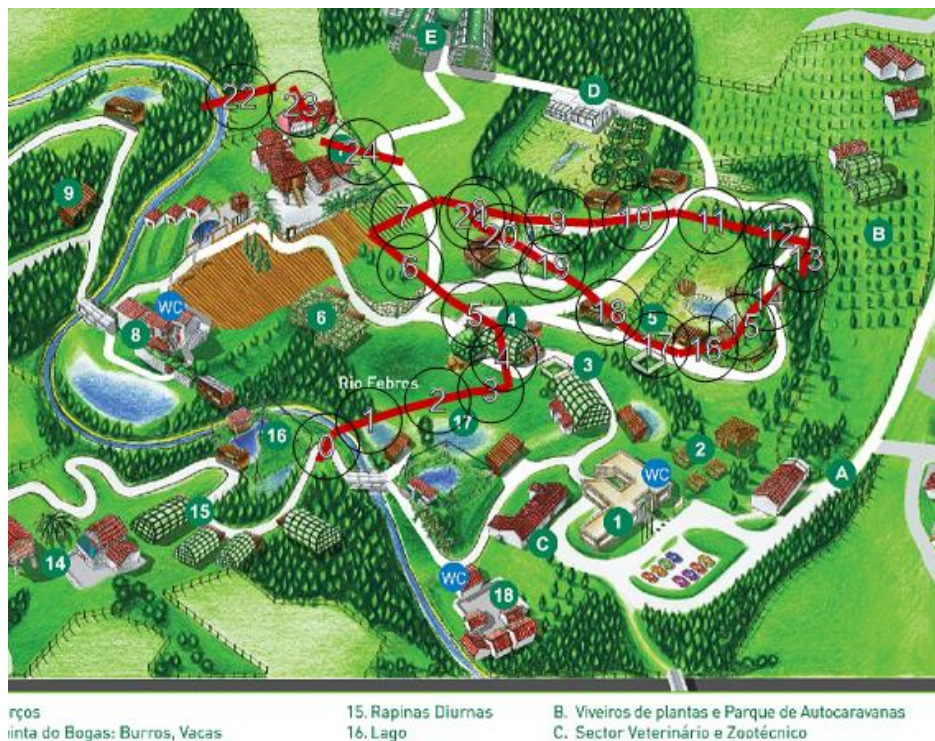 E
D
22
23
24
9
7
21
9
10
11
12
13
20
B
6
19
14
WC
8
6
5
4
18
5
15
17
16
4
3
Rio Febros
3
2
1
0
16
17
2
WC
A
15
1
C
14
WC
18
rços
inta do Bogas: Burros, Vacas
15. Rapinas Diurnas
16. Lago
B. Viveiros de plantas e Parque de Autocaravanas
C. Sector Veterinário e Zootécnico